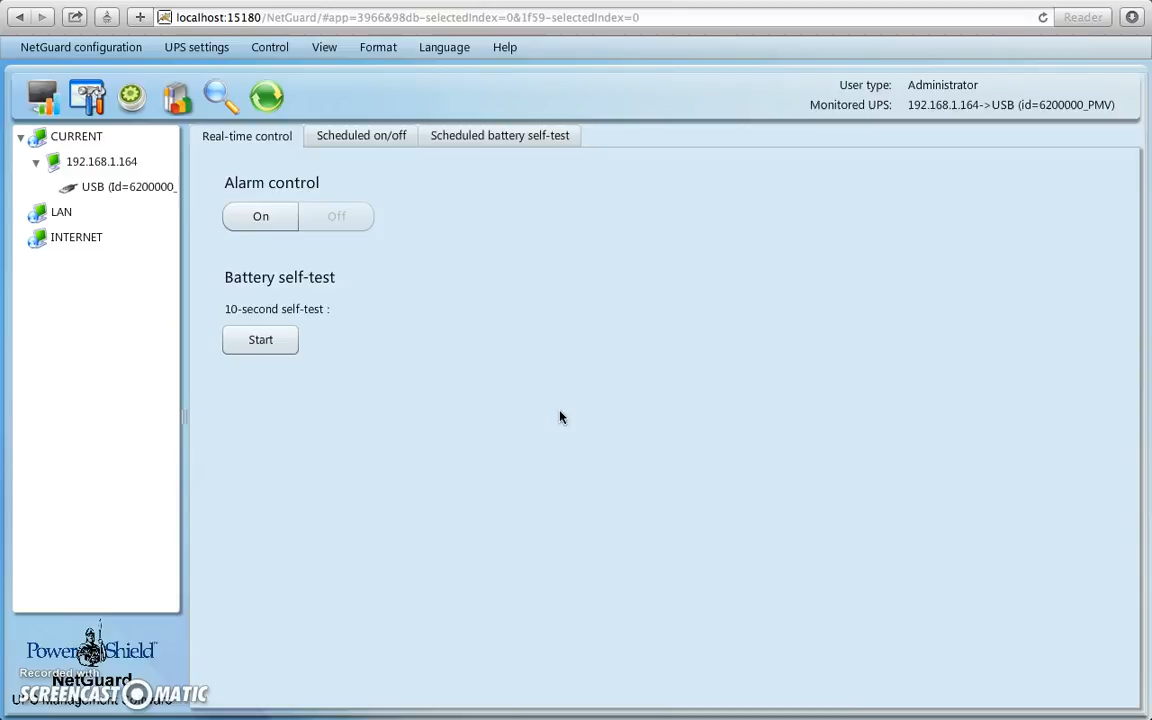 localhost:15180/NetGuard/#app=3966&98db-selectedIndex=0&1f59-selectedIndex=0
Reader
NetGuard configuration UPS settings Control View Format Language Help
User type: Administrator
Monitored UPS: 192.168.1.164->USB (id=6200000_PMV)
CURRENT
192.168.1.164
USB (Id=6200000_
LAN
INTERNET
Real-time control Scheduled on/off Scheduled battery self-test
Alarm control
On Off
Battery self-test
10-second self-test :
Start
PowerShield™
Recorded with
NetGuard
SCREENCAST MATIC